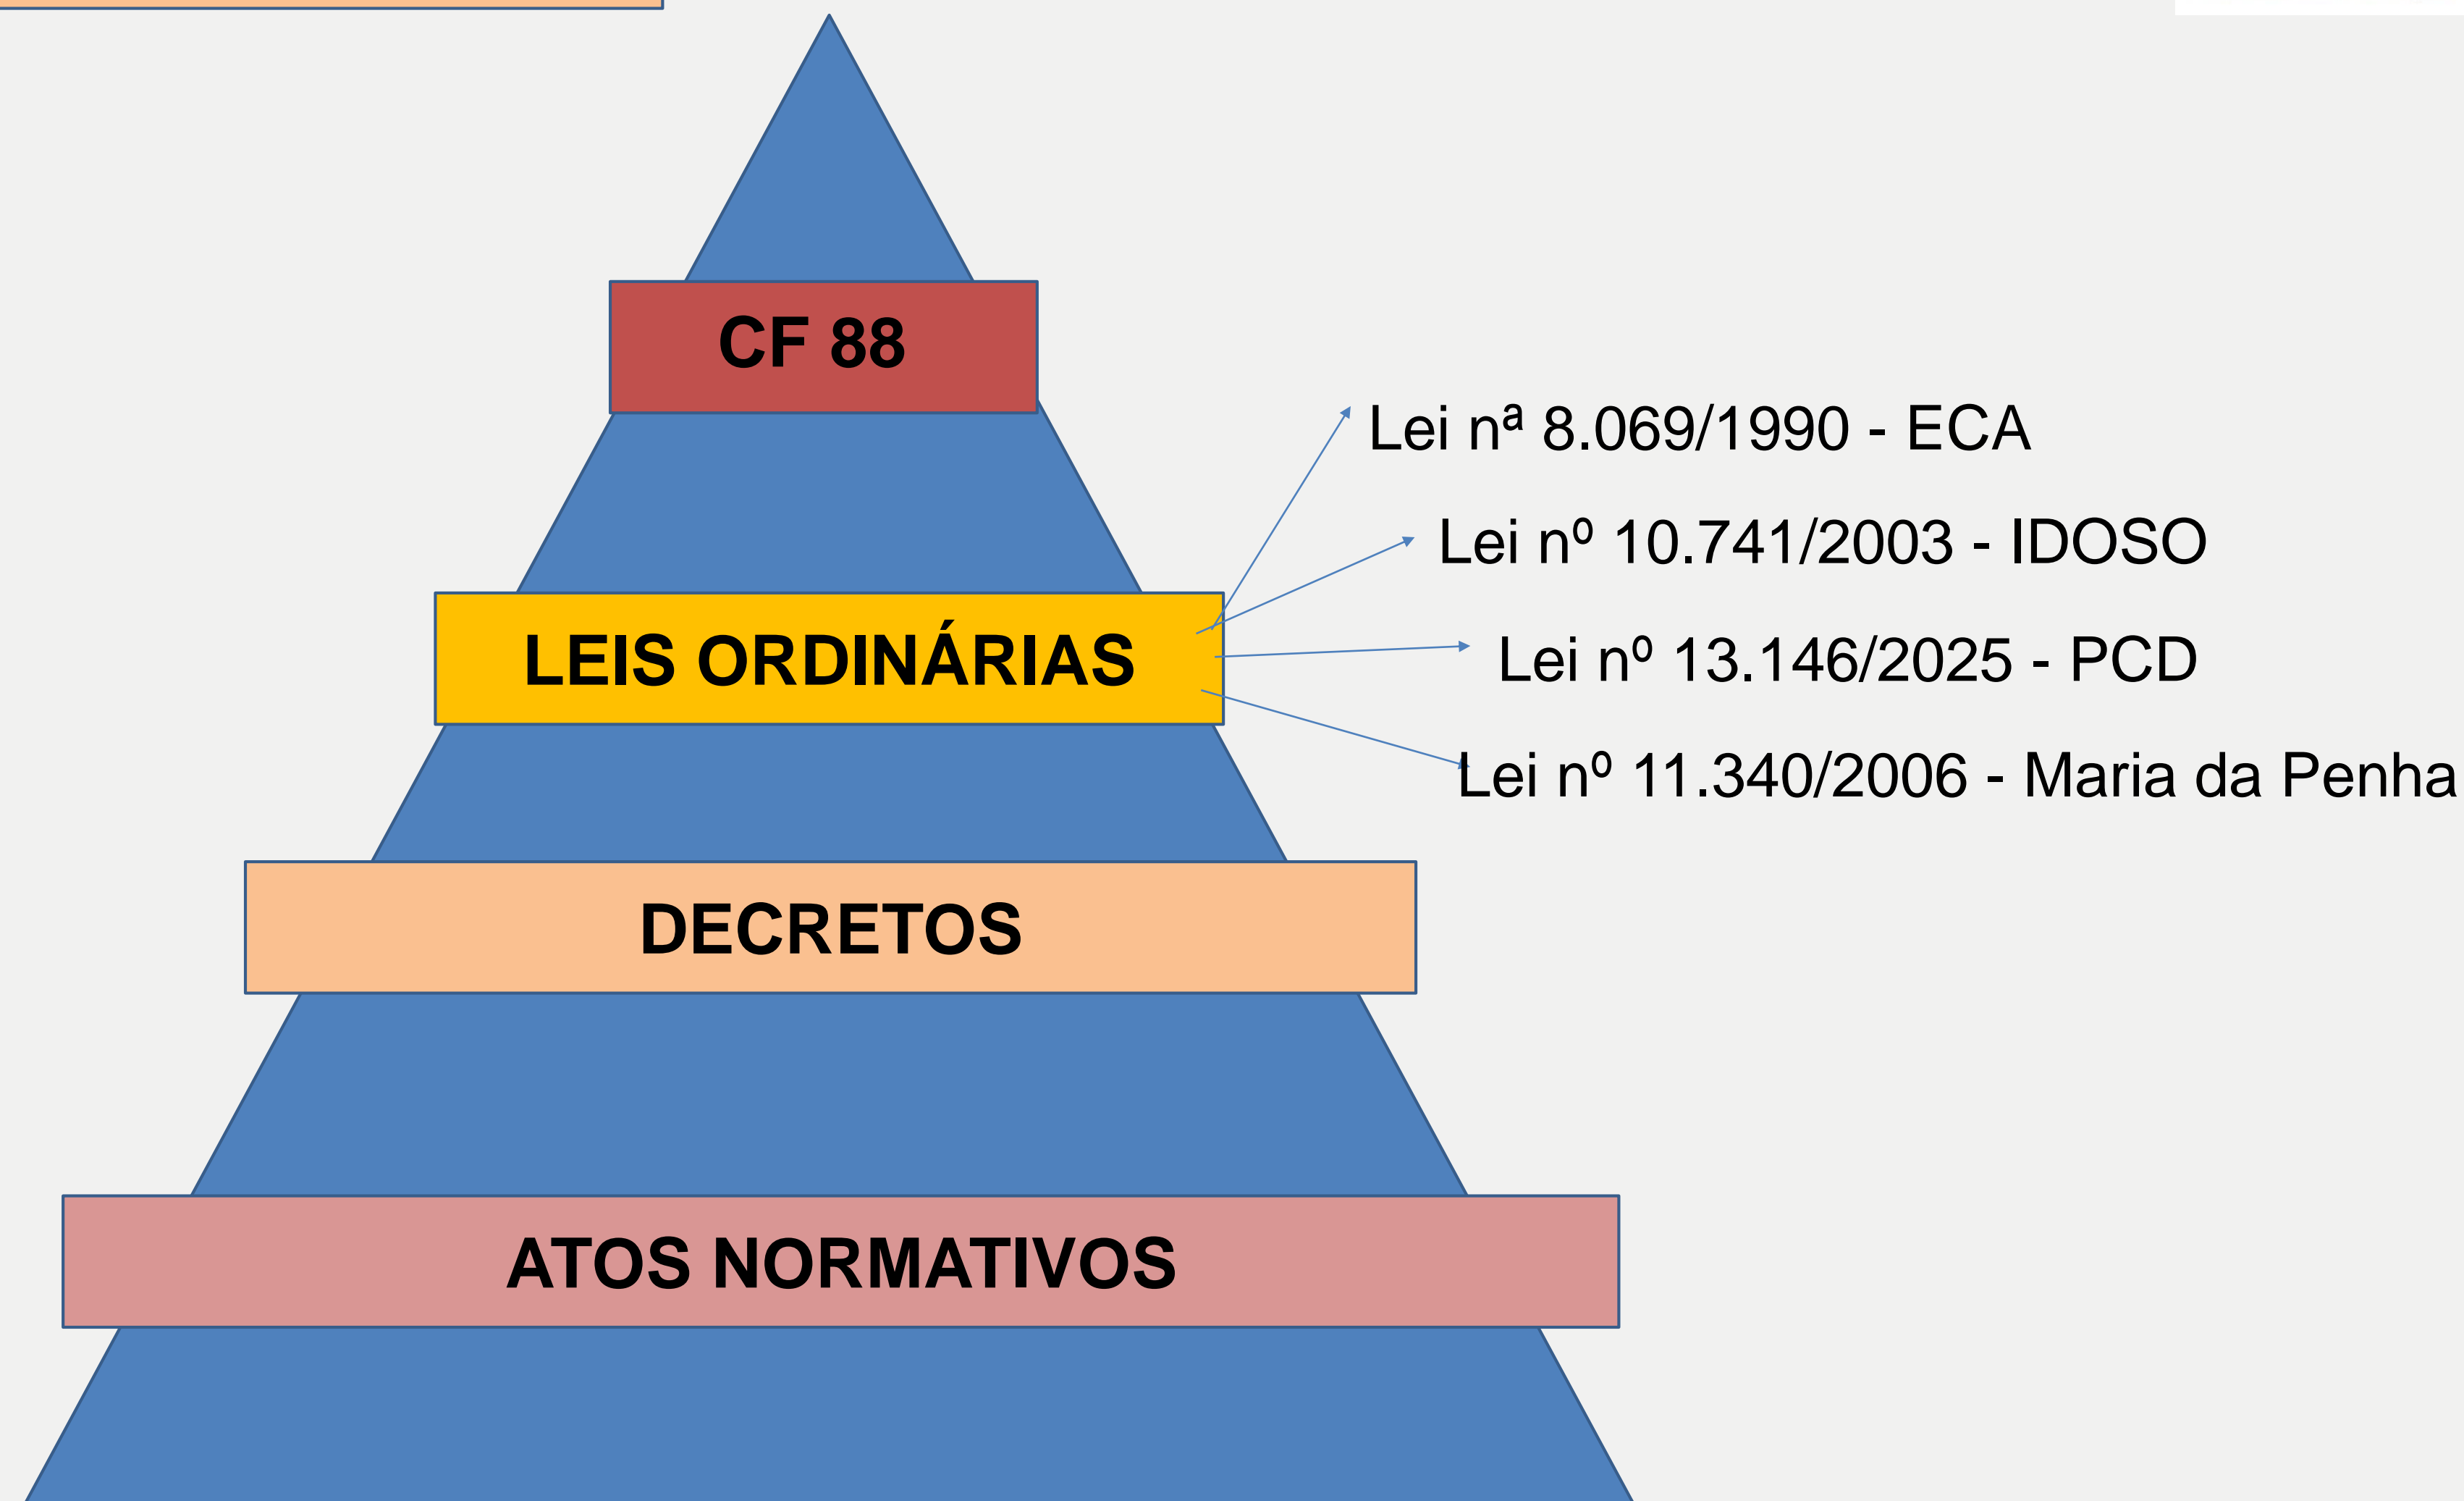 CF 88
Lei nª 8.069/1990 - ECA
Lei nº 10.741/2003 - IDOSO
LEIS ORDINÁRIAS
Lei nº 13.146/2025 - PCD
Lei nº 11.340/2006 - Maria da Penha
DECRETOS
ATOS NORMATIVOS